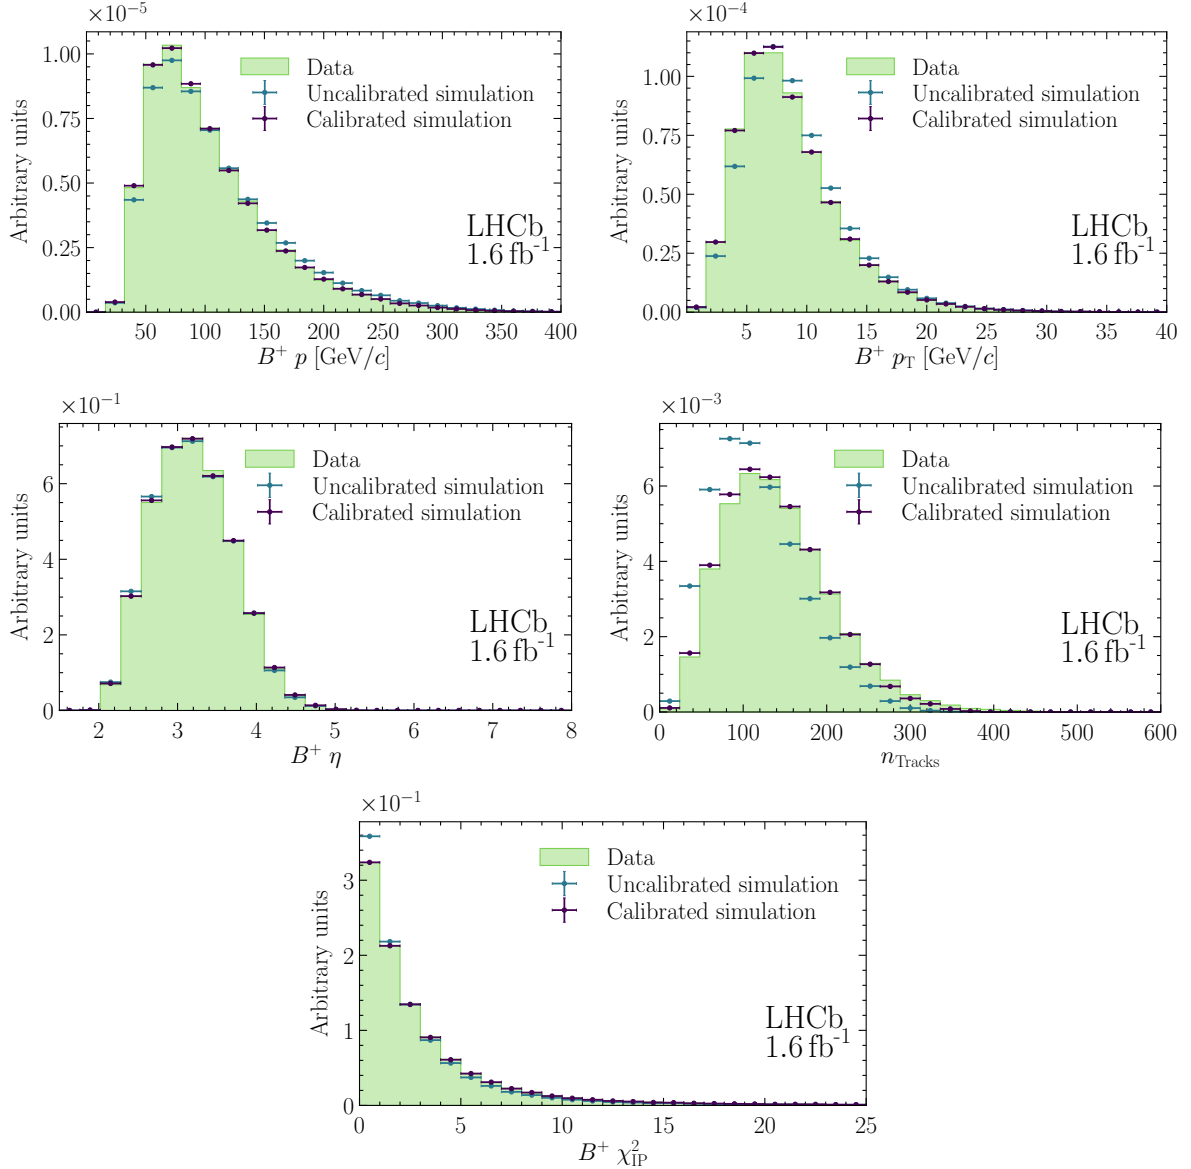 ×10⁻⁵
Arbitrary units
1.00
0.75
0.50
0.25
0.00
Data
Uncalibrated simulation
Calibrated simulation
LHCb
1.6 fb⁻¹
50 100 150 200 250 300 350 400
B⁺ p [GeV/c]
×10⁻⁴
Arbitrary units
1.00
0.75
0.50
0.25
0.00
Data
Uncalibrated simulation
Calibrated simulation
LHCb
1.6 fb⁻¹
5 10 15 20 25 30 35 40
B⁺ p_T [GeV/c]
×10⁻¹
Arbitrary units
6
4
2
0
Data
Uncalibrated simulation
Calibrated simulation
LHCb
1.6 fb⁻¹
2 3 4 5 6 7 8
B⁺ η
×10⁻³
Arbitrary units
6
4
2
0
Data
Uncalibrated simulation
Calibrated simulation
LHCb
1.6 fb⁻¹
0 100 200 300 400 500 600
n_Tracks
×10⁻¹
Arbitrary units
3
2
1
0
Data
Uncalibrated simulation
Calibrated simulation
LHCb
1.6 fb⁻¹
0 5 10 15 20 25
B⁺ χ²_IP